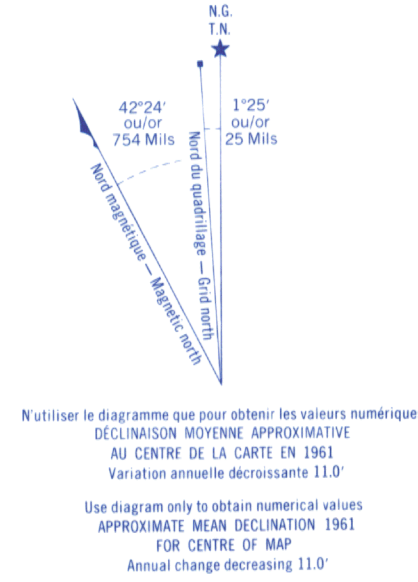 N.G.
T.N.
42°24′
ou/or
754 Mils
1°25′
ou/or
25 Mils
Nord magnétique — Magnetic north
Nord du quadrillage — Grid north
N'utiliser le diagramme que pour obtenir les valeurs numérique
DÉCLINAISON MOYENNE APPROXIMATIVE
AU CENTRE DE LA CARTE EN 1961
Variation annuelle décroissante 11.0′
Use diagram only to obtain numerical values
APPROXIMATE MEAN DECLINATION 1961
FOR CENTRE OF MAP
Annual change decreasing 11.0′